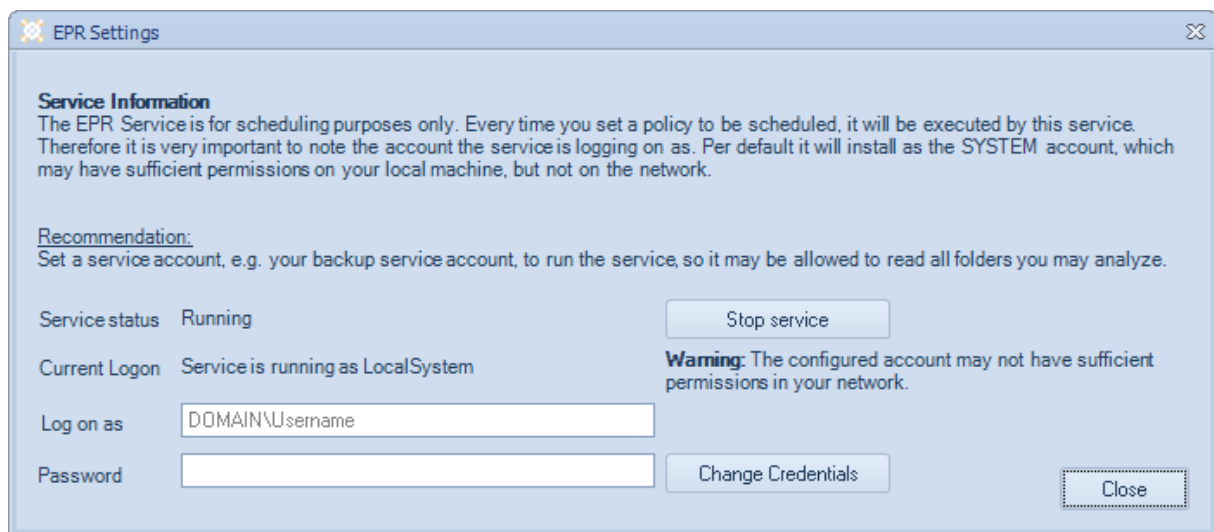 EPR Settings
Service Information
The EPR Service is for scheduling purposes only. Every time you set a policy to be scheduled, it will be executed by this service.
Therefore it is very important to note the account the service is logging on as. Per default it will install as the SYSTEM account, which
may have sufficient permissions on your local machine, but not on the network.
Recommendation:
Set a service account, e.g. your backup service account, to run the service, so it may be allowed to read all folders you may analyze.
Service status Running Stop service
Current Logon Service is running as LocalSystem
Warning: The configured account may not have sufficient
permissions in your network.
Log on as DOMAIN\Username
Password Change Credentials
Close